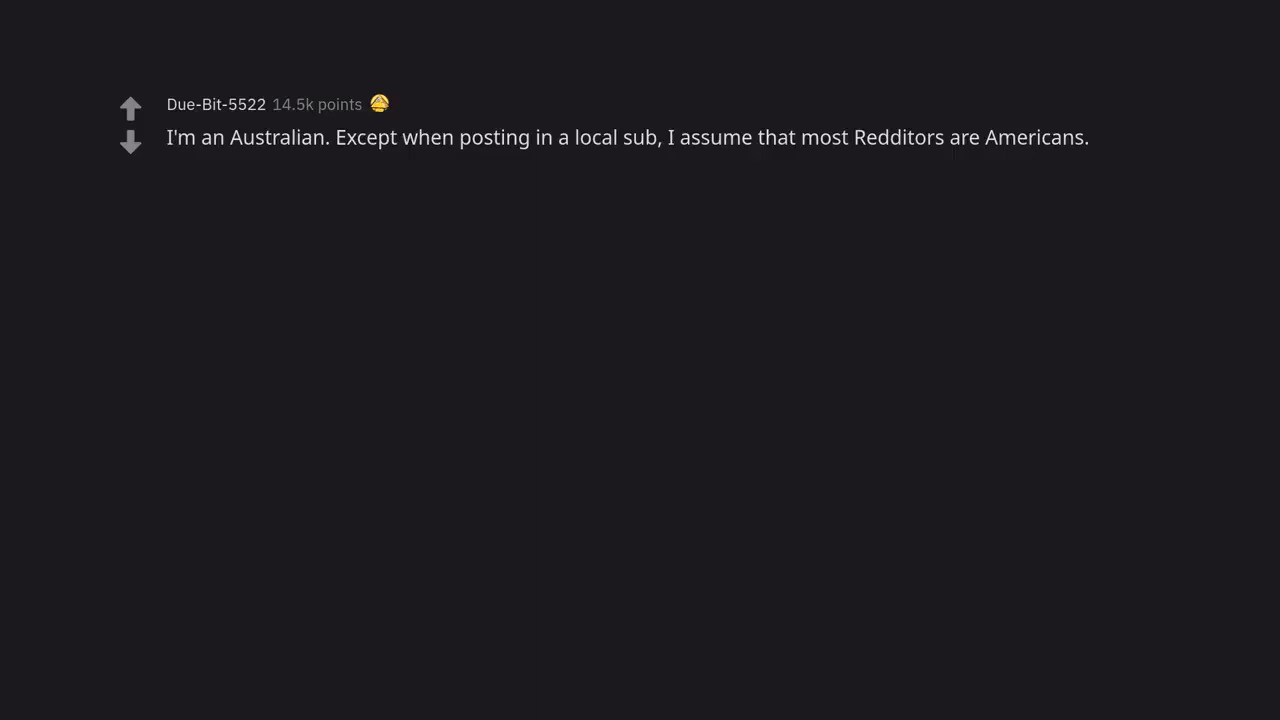 Due-Bit-5522 14.5k points
I'm an Australian. Except when posting in a local sub, I assume that most Redditors are Americans.